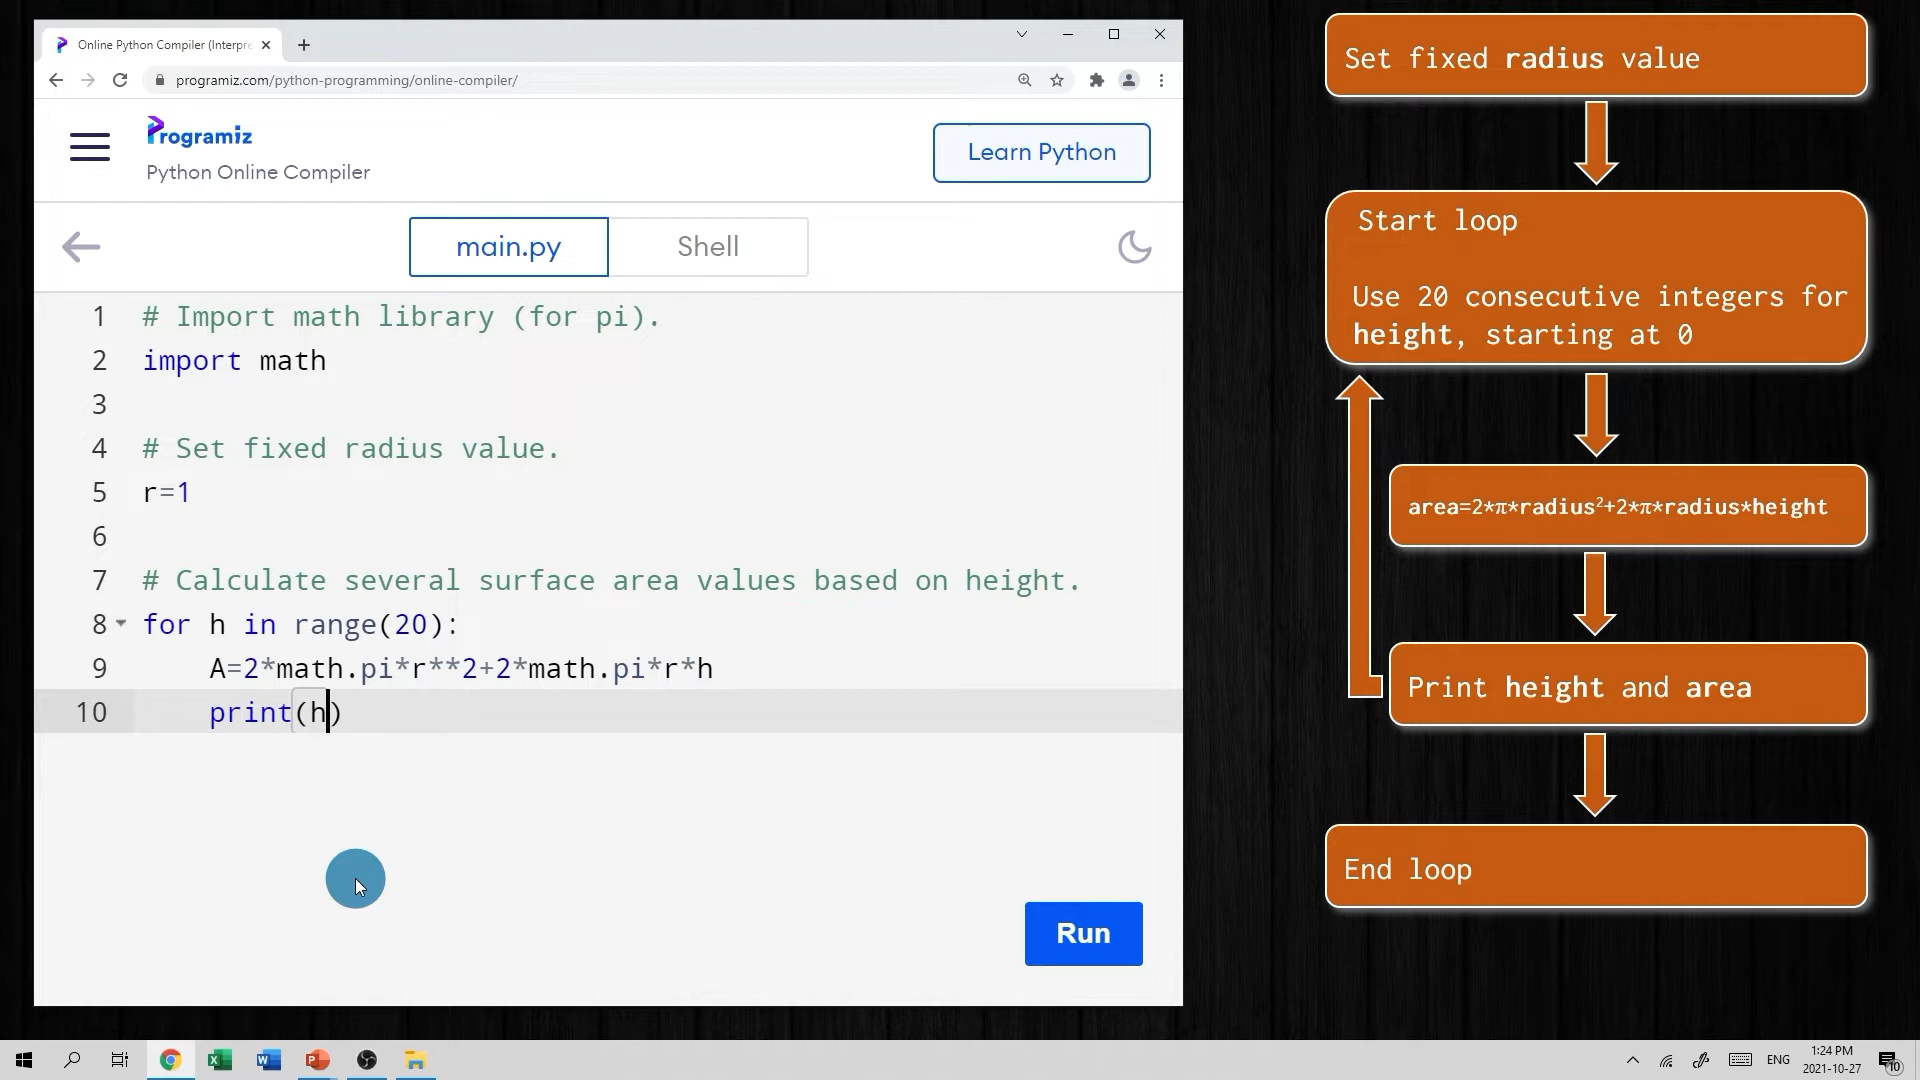 Online Python Compiler (Interpre
programiz.com/python-programming/online-compiler/
Programiz
Python Online Compiler
Learn Python
main.py
Shell
1 # Import math library (for pi).
2 import math
3
4 # Set fixed radius value.
5 r=1
6
7 # Calculate several surface area values based on height.
8 for h in range(20):
9 A=2*math.pi*r**2+2*math.pi*r*h
10 print(h)
Run
Set fixed radius value
Start loop
Use 20 consecutive integers for
height, starting at 0
area=2*π*radius²+2*π*radius*height
Print height and area
End loop
ENG
1:24 PM
2021-10-27
10